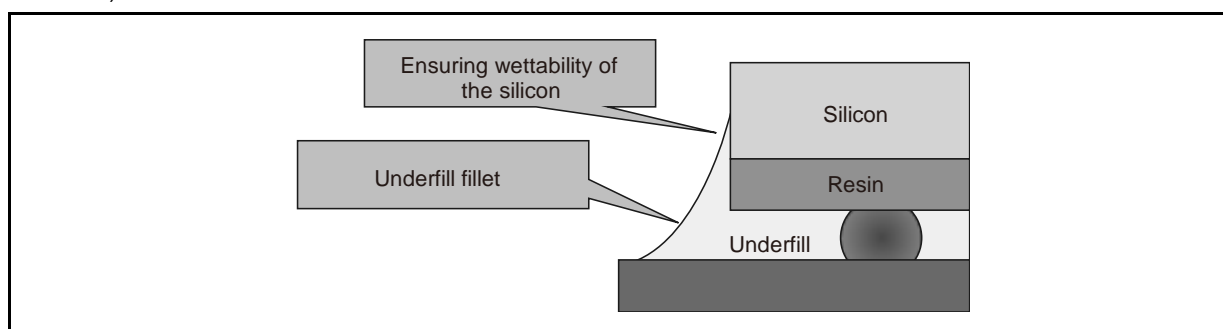 Ensuring wettability of
the silicon
Silicon
Underfill fillet
Resin
Underfill